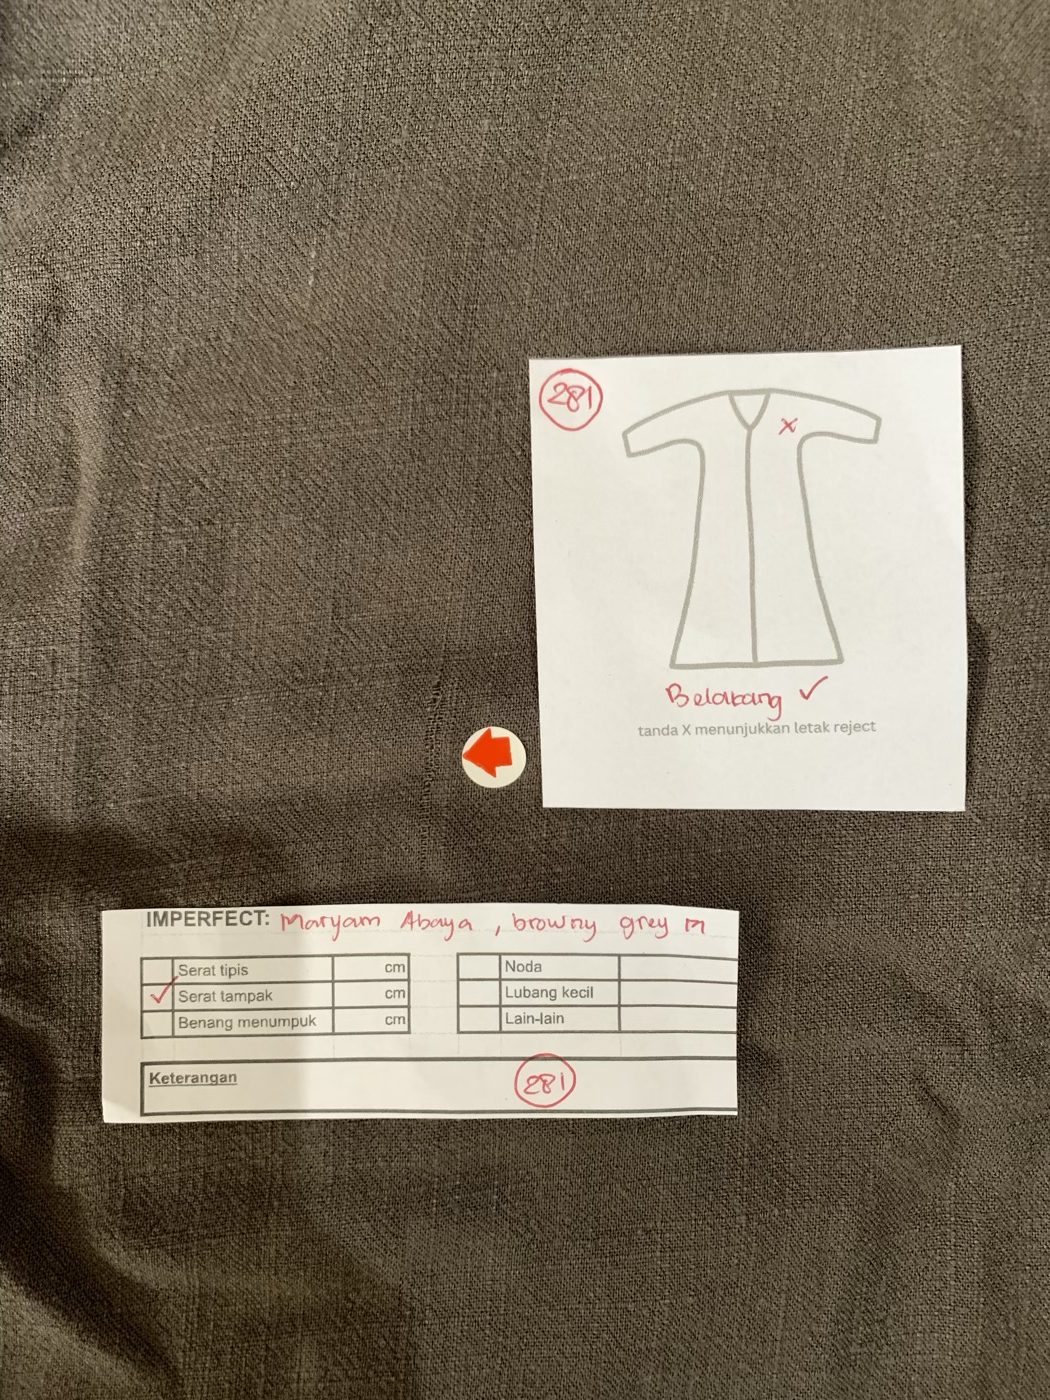 281
Belakang ✓
tanda X menunjukkan letak reject
IMPERFECT: Maryam Abaya, browny grey M
Serat tipis cm
✓ Serat tampak cm
Benang menumpuk cm
Noda
Lubang kecil
Lain-lain
Keterangan
281